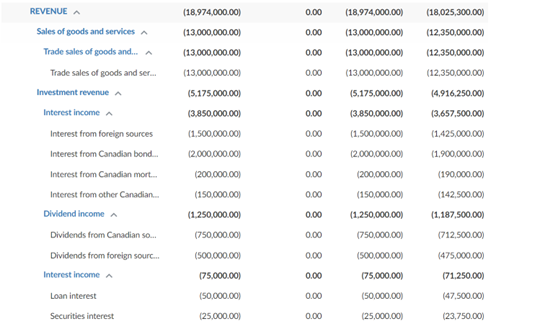 REVENUE (18,974,000.00) 0.00 (18,974,000.00) (18,025,300.00)
Sales of goods and services (13,000,000.00) 0.00 (13,000,000.00) (12,350,000.00)
Trade sales of goods and... (13,000,000.00) 0.00 (13,000,000.00) (12,350,000.00)
Trade sales of goods and ser... (13,000,000.00) 0.00 (13,000,000.00) (12,350,000.00)
Investment revenue (5,175,000.00) 0.00 (5,175,000.00) (4,916,250.00)
Interest income (3,850,000.00) 0.00 (3,850,000.00) (3,657,500.00)
Interest from foreign sources (1,500,000.00) 0.00 (1,500,000.00) (1,425,000.00)
Interest from Canadian bond... (2,000,000.00) 0.00 (2,000,000.00) (1,900,000.00)
Interest from Canadian mort... (200,000.00) 0.00 (200,000.00) (190,000.00)
Interest from other Canadian... (150,000.00) 0.00 (150,000.00) (142,500.00)
Dividend income (1,250,000.00) 0.00 (1,250,000.00) (1,187,500.00)
Dividends from Canadian so... (750,000.00) 0.00 (750,000.00) (712,500.00)
Dividends from foreign sourc... (500,000.00) 0.00 (500,000.00) (475,000.00)
Interest income (75,000.00) 0.00 (75,000.00) (71,250.00)
Loan interest (50,000.00) 0.00 (50,000.00) (47,500.00)
Securities interest (25,000.00) 0.00 (25,000.00) (23,750.00)